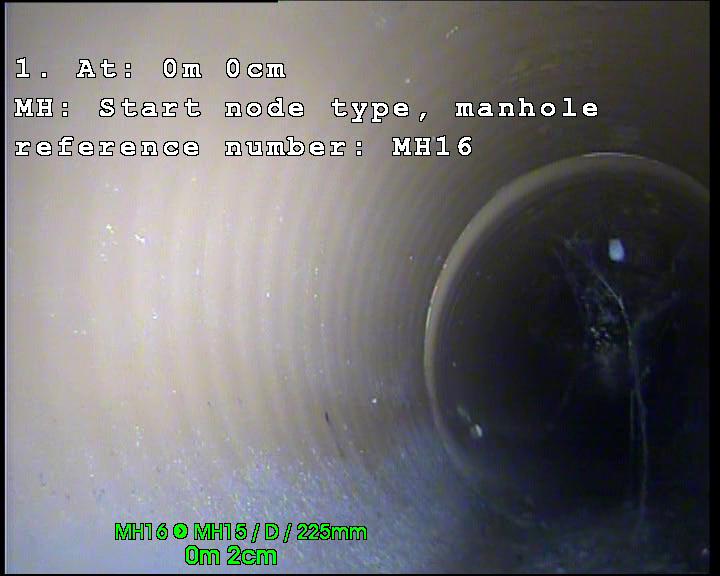 1. At: 0m 0cm
MH: Start node type, manhole
reference number: MH16
MH16 → MH15 / D / 225mm
0m 2cm